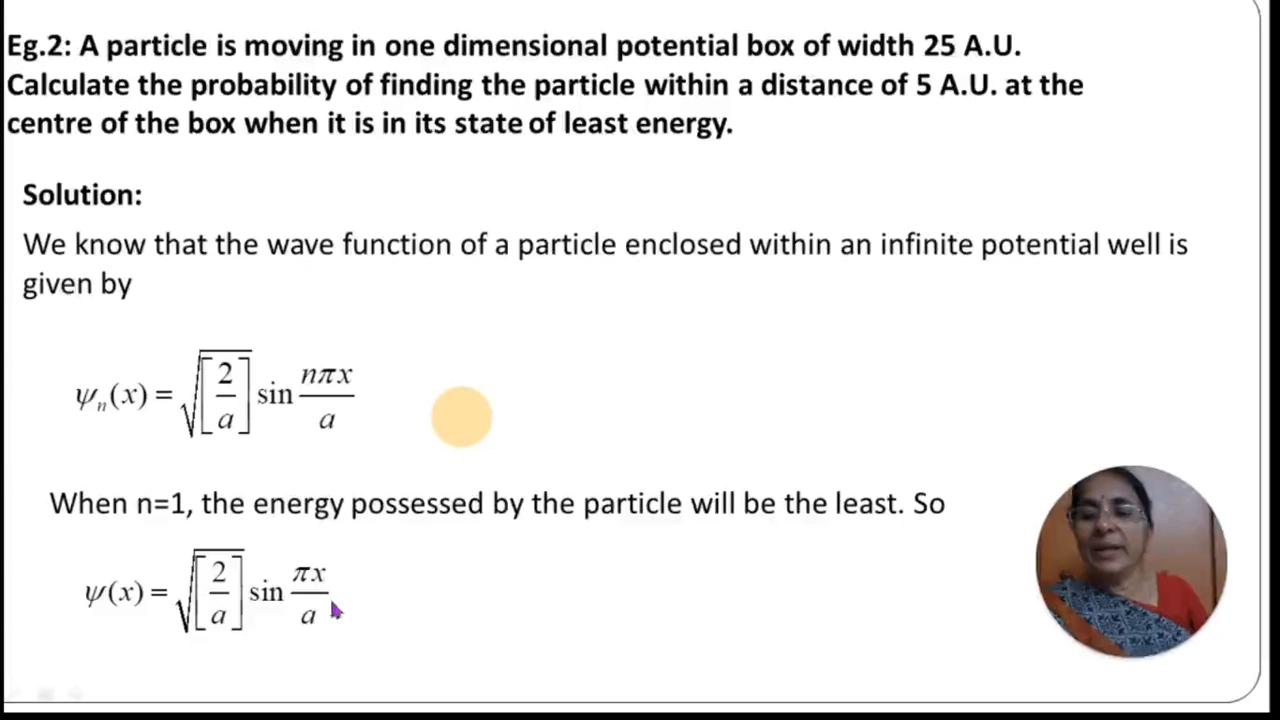 Eg.2: A particle is moving in one dimensional potential box of width 25 A.U.
Calculate the probability of finding the particle within a distance of 5 A.U. at the
centre of the box when it is in its state of least energy.
Solution:
We know that the wave function of a particle enclosed within an infinite potential well is
given by
ψₙ(x) = √[2/a] sin nπx/a
When n=1, the energy possessed by the particle will be the least. So
ψ(x) = √[2/a] sin πx/a